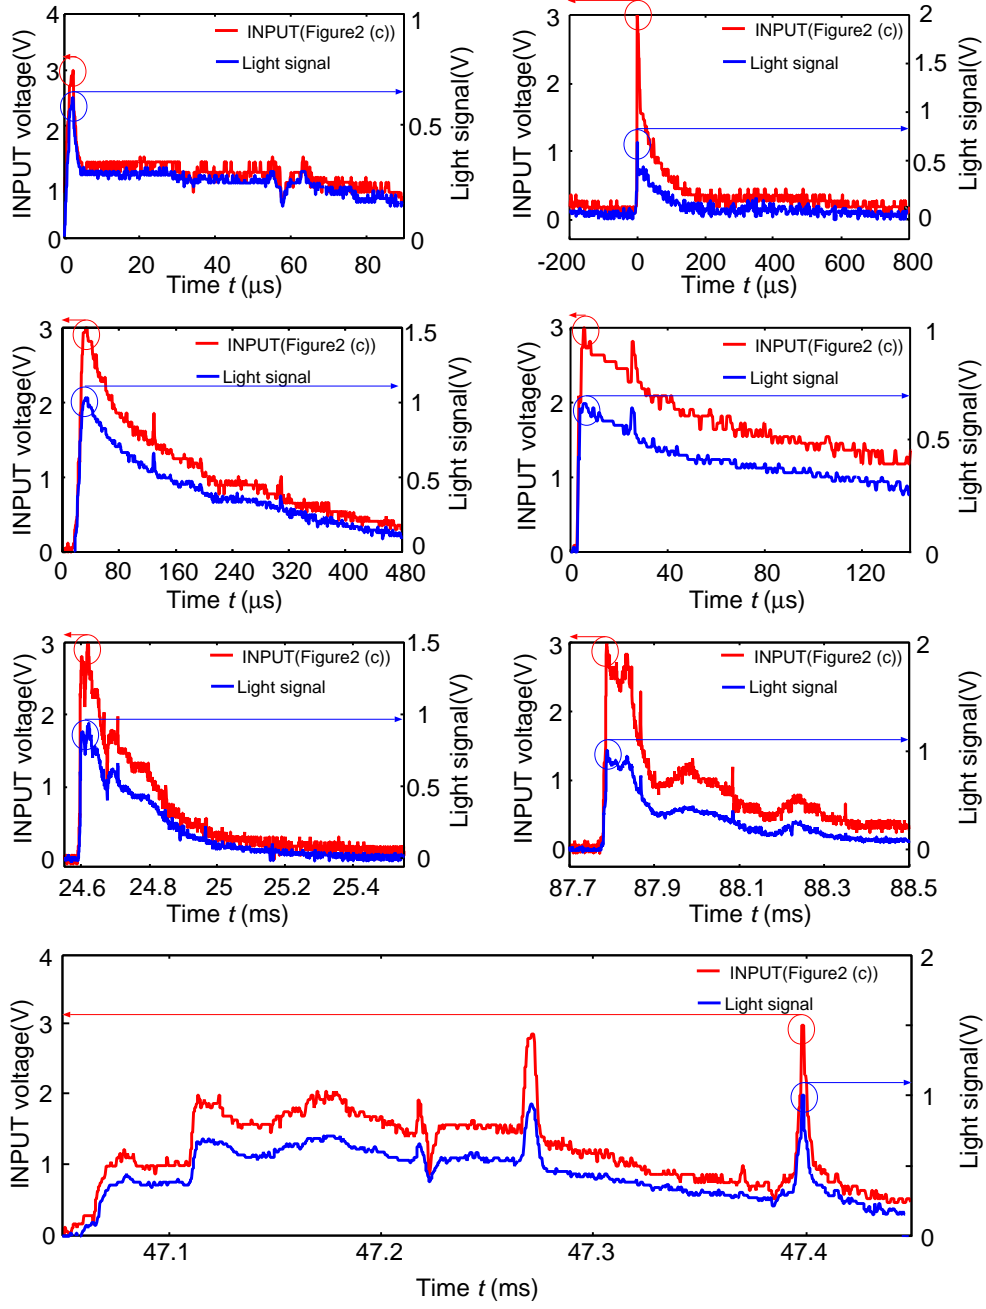 INPUT voltage(V)
4
3
2
1
0
INPUT(Figure2 (c))
Light signal
1
0.5
0
Light signal(V)
0 20 40 60 80
Time t (μs)
INPUT voltage(V)
3
2
1
0
INPUT(Figure2 (c))
Light signal
2
1.5
1
0.5
0
Light signal(V)
-200 0 200 400 600 800
Time t (μs)
INPUT voltage(V)
3
2
1
0
INPUT(Figure2 (c))
Light signal
1.5
1
0.5
0
Light signal(V)
0 80 160 240 320 400 480
Time t (μs)
INPUT voltage(V)
3
2
1
0
INPUT(Figure2 (c))
Light signal
1
0.5
0
Light signal(V)
0 40 80 120
Time t (μs)
INPUT voltage(V)
3
2
1
0
INPUT(Figure2 (c))
Light signal
1.5
1
0.5
0
Light signal(V)
24.6 24.8 25 25.2 25.4
Time t (ms)
INPUT voltage(V)
3
2
1
0
INPUT(Figure2 (c))
Light signal
2
1
0
Light signal(V)
87.7 87.9 88.1 88.3 88.5
Time t (ms)
INPUT voltage(V)
4
3
2
1
0
INPUT(Figure2 (c))
Light signal
2
1
0
Light signal(V)
47.1 47.2 47.3 47.4
Time t (ms)